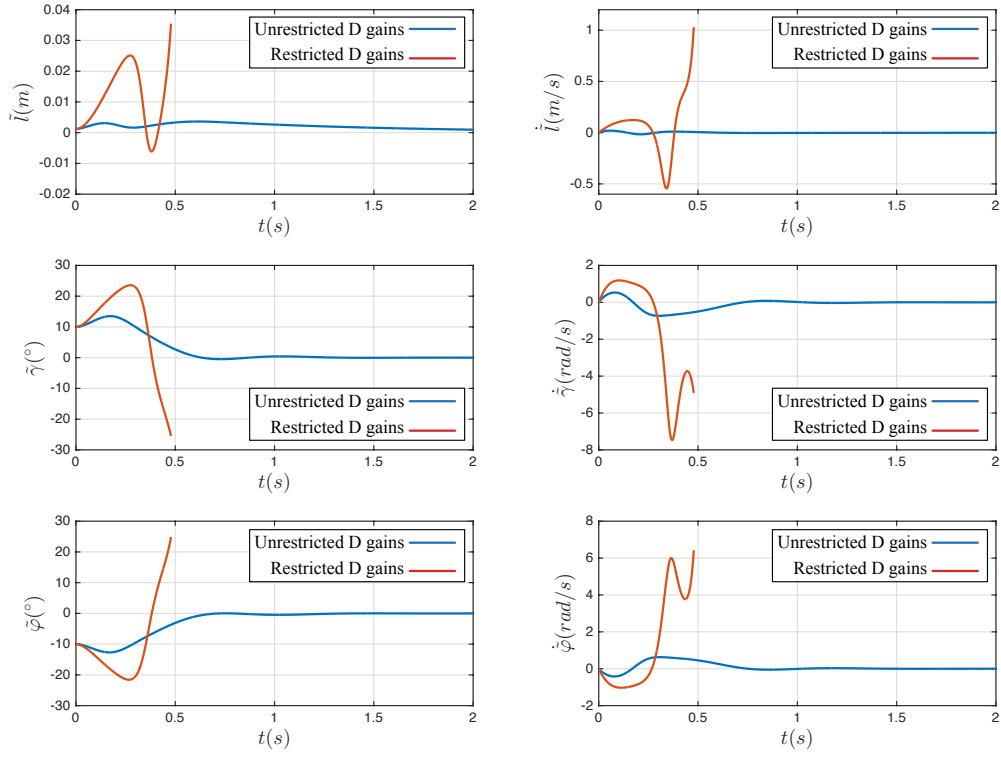 0.04
0.03
0.02
0.01
0
-0.01
-0.02
0
0.5
1
1.5
2
l̃(m)
t(s)
Unrestricted D gains
Restricted D gains
1
0.5
0
-0.5
0
0.5
1
1.5
2
l̃̇(m/s)
t(s)
Unrestricted D gains
Restricted D gains
30
20
10
0
-10
-20
-30
0
0.5
1
1.5
2
γ̃(°)
t(s)
Unrestricted D gains
Restricted D gains
2
0
-2
-4
-6
-8
0
0.5
1
1.5
2
γ̃̇(rad/s)
t(s)
Unrestricted D gains
Restricted D gains
30
20
10
0
-10
-20
-30
0
0.5
1
1.5
2
φ̃(°)
t(s)
Unrestricted D gains
Restricted D gains
8
6
4
2
0
-2
0
0.5
1
1.5
2
φ̃̇(rad/s)
t(s)
Unrestricted D gains
Restricted D gains